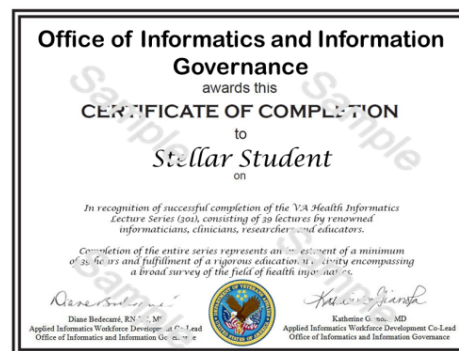 Office of Informatics and Information
Governance
awards this
CERTIFICATE OF COMPLETION
to
Stellar Student
on
In recognition of successful completion of the VA Health Informatics
Lecture Series (301), consisting of 39 lectures by renowned
informaticians, clinicians, researchers and educators.
Completion of the entire series represents an investment of a minimum
of 39 hours and fulfillment of a rigorous educational activity encompassing
a broad survey of the field of health informatics.
Diane Bedecarré, RN
Applied Informatics Workforce Development Co-Lead
Office of Informatics and Information Governance
Katherine MD
Applied Informatics Workforce Development Co-Lead
Office of Informatics and Information Governance
Sample
Sample
Sample
Sample